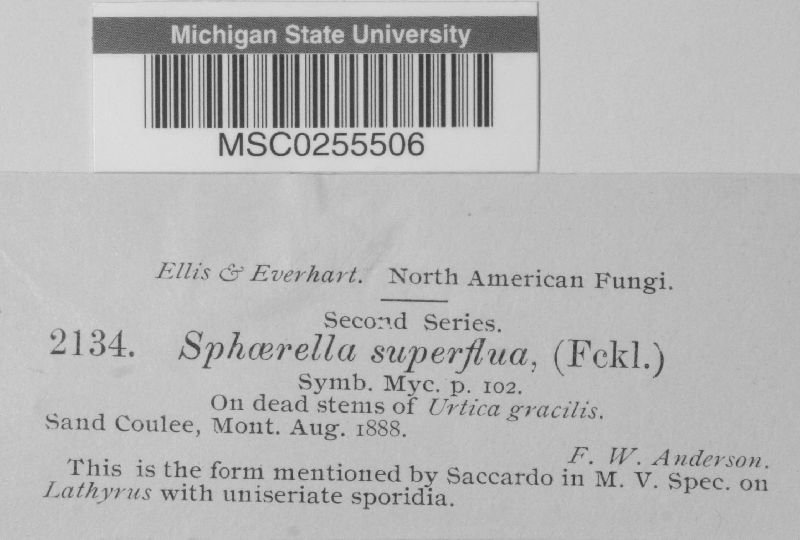 Michigan State University
MSC0255506
Ellis & Everhart. North American Fungi.
Second Series.
2134. Sphærella superflua, (Fckl.)
Symb. Myc. p. 102.
On dead stems of Urtica gracilis.
Sand Coulee, Mont. Aug. 1888.
F. W. Anderson.
This is the form mentioned by Saccardo in M. V. Spec. on
Lathyrus with uniseriate sporidia.